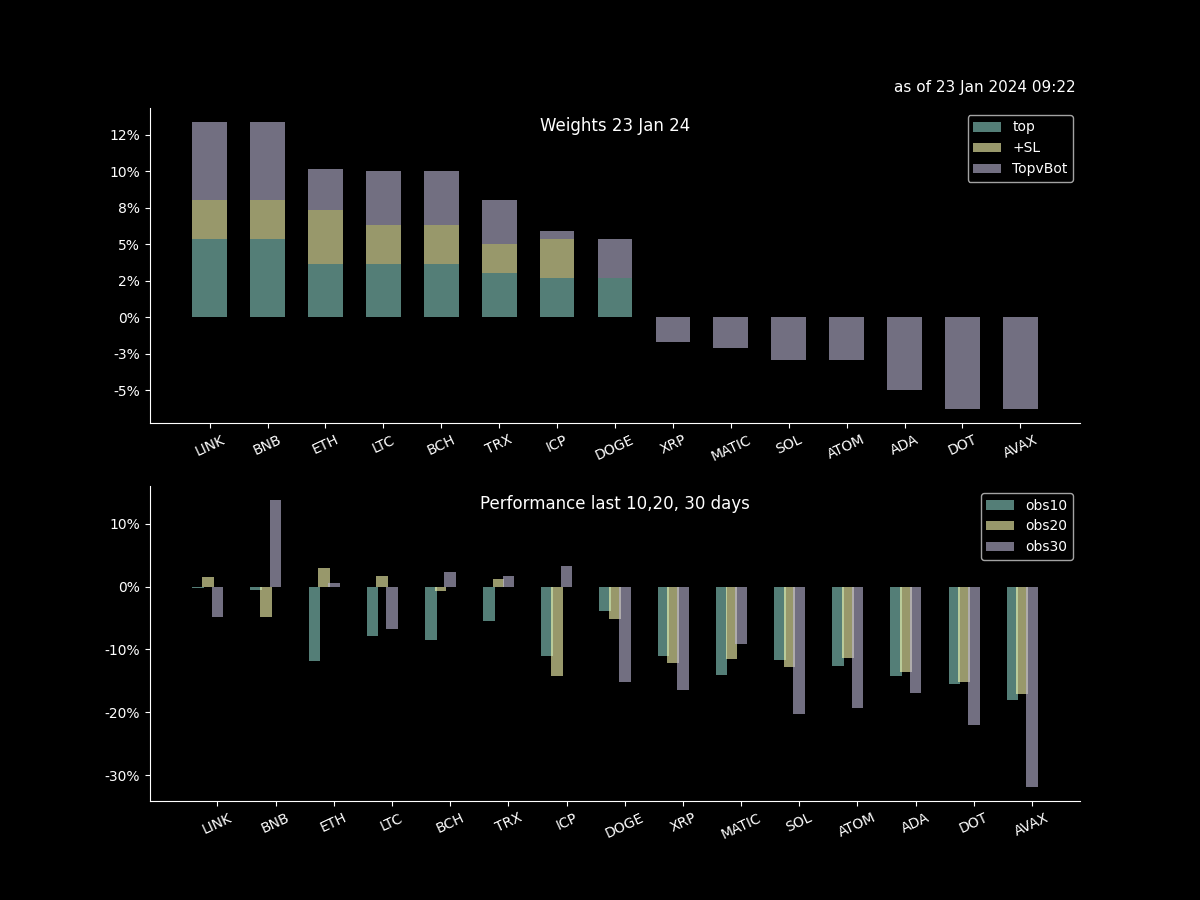 as of 23 Jan 2024 09:22
Weights 23 Jan 24
top
+SL
TopvBot
12%
10%
8%
5%
2%
0%
-3%
-5%
LINK BNB ETH LTC BCH TRX ICP DOGE XRP MATIC SOL ATOM ADA DOT AVAX
Performance last 10,20, 30 days
obs10
obs20
obs30
10%
0%
-10%
-20%
-30%
LINK BNB ETH LTC BCH TRX ICP DOGE XRP MATIC SOL ATOM ADA DOT AVAX